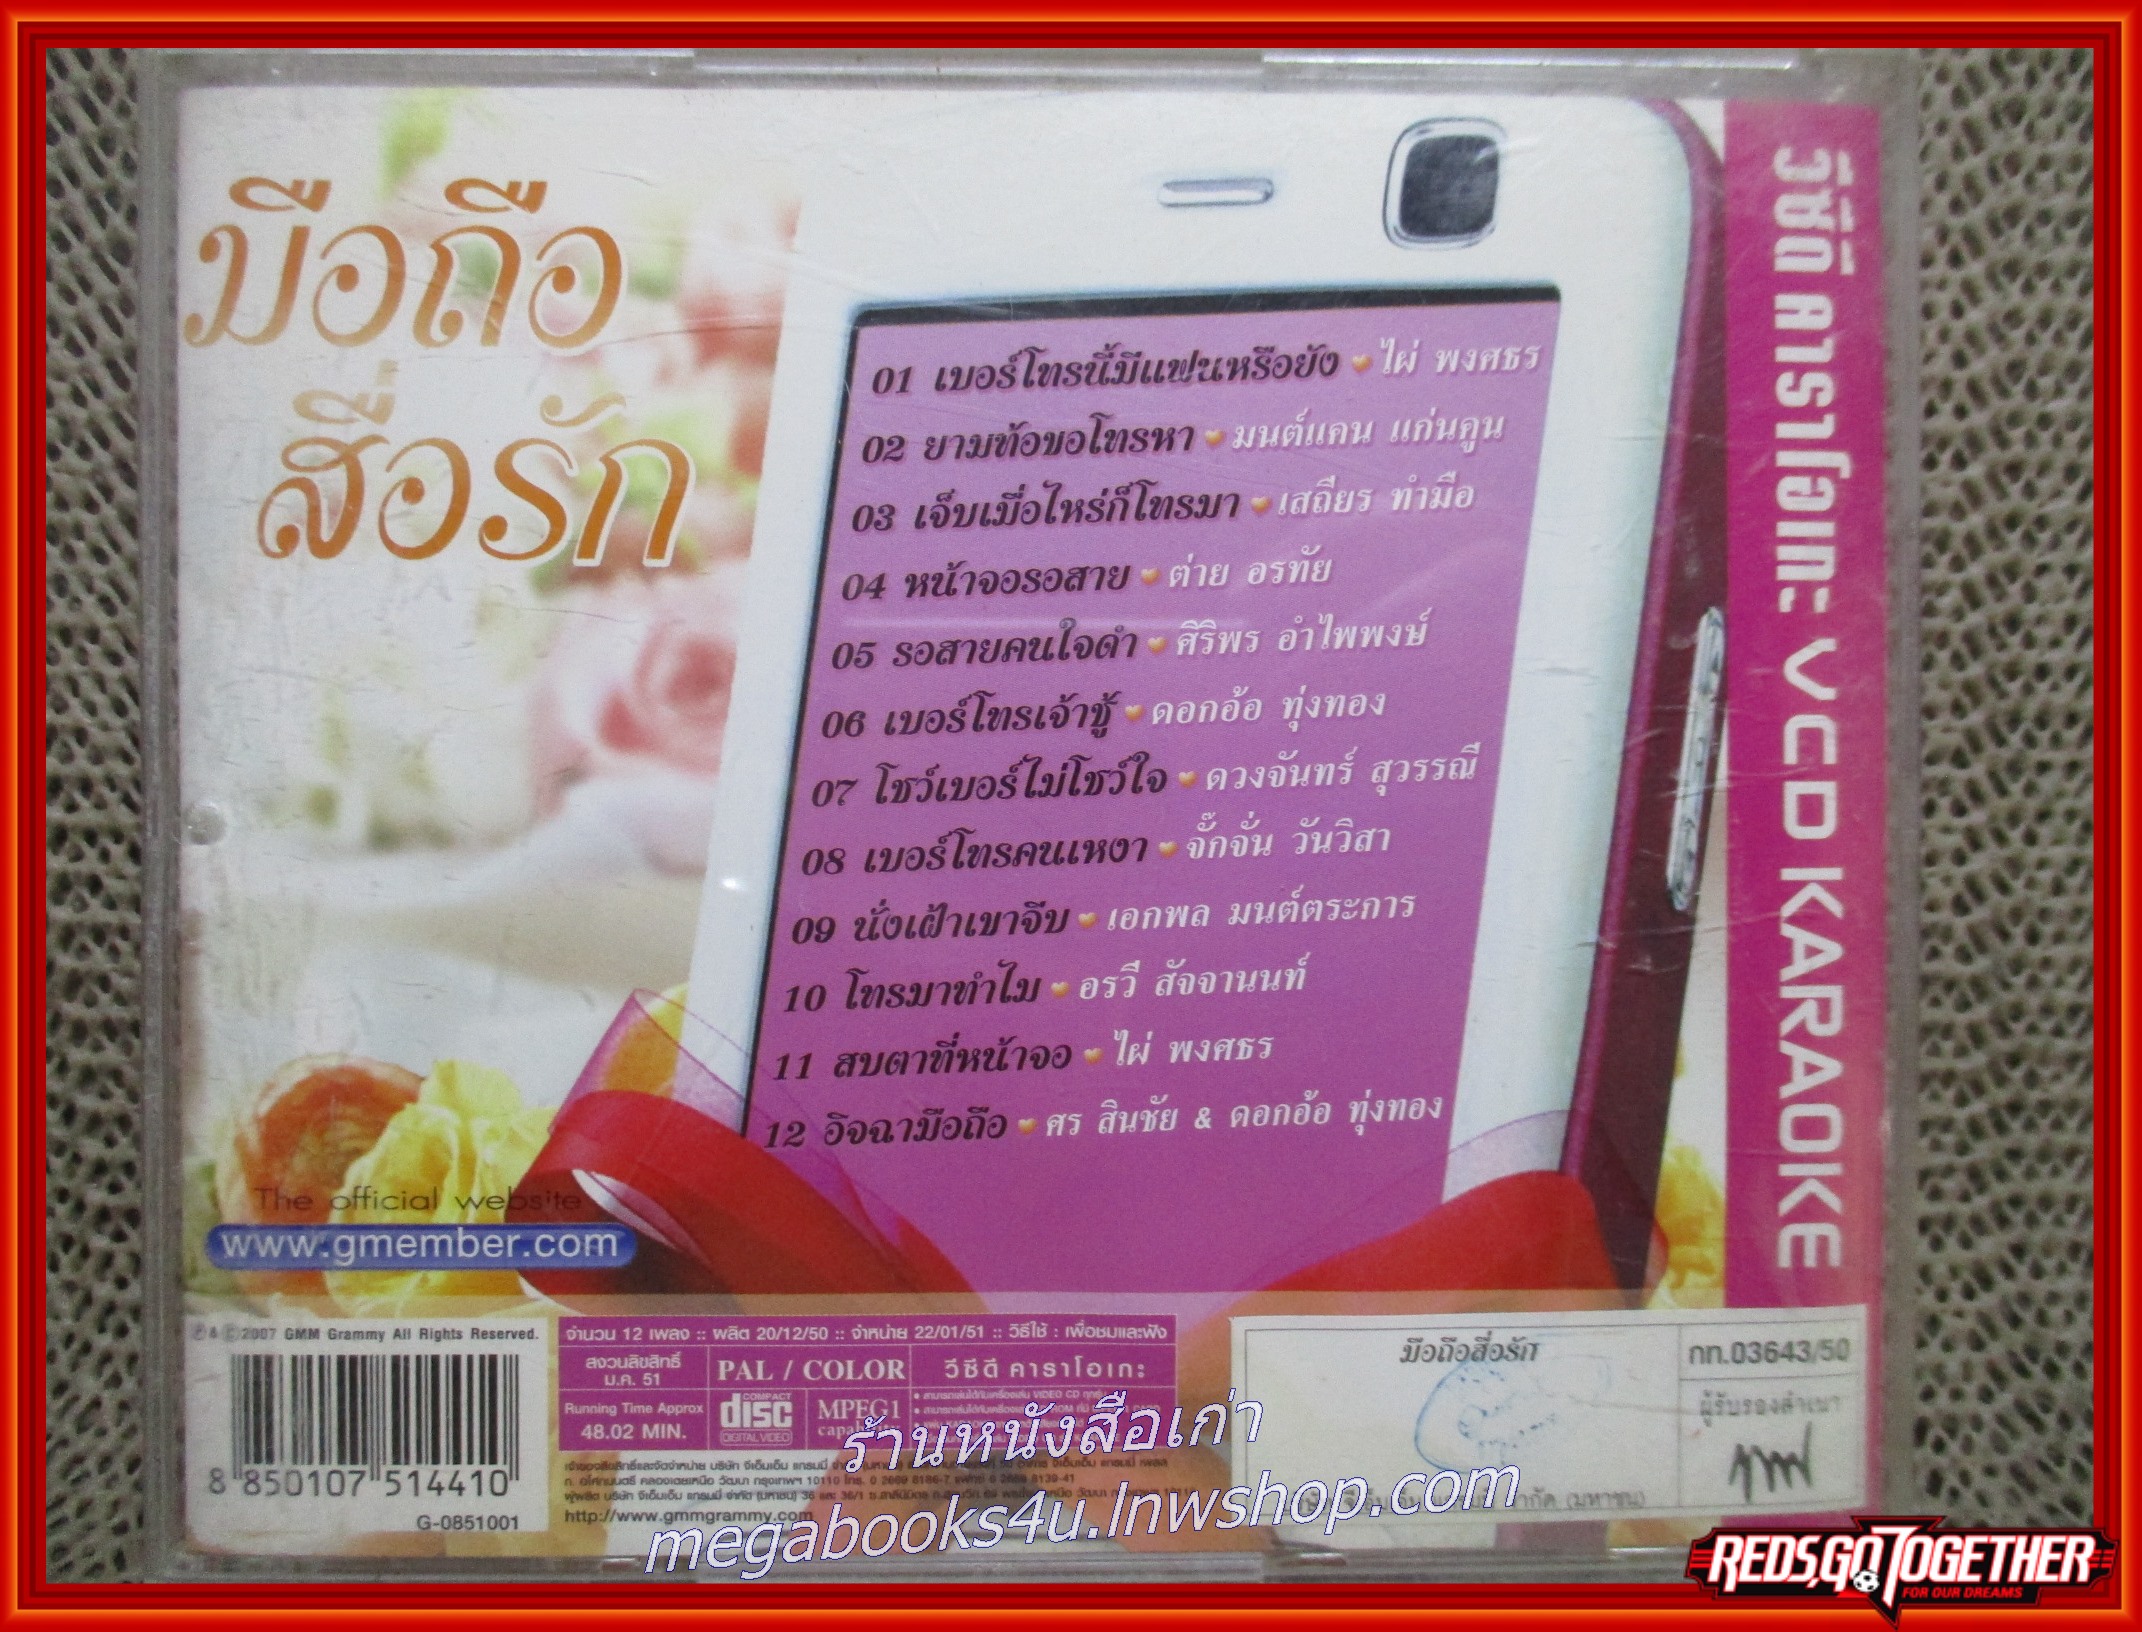 มือถือ
สื่อรัก
01 เบอร์โทรนี้มีแฟนหรือยัง ไผ่ พงศธร
02 ยามท้อขอโทรหา มนต์แคน แก่นคูน
03 เจ็บเมื่อไหร่ก็โทรมา เสถียร ทำมือ
04 หน้าจอรอสาย ต่าย อรทัย
05 รอสายคนใจดำ ศิริพร อำไพพงษ์
06 เบอร์โทรเจ้าชู้ ดอกอ้อ ทุ่งทอง
07 โชว์เบอร์ไม่โชว์ใจ ดวงจันทร์ สุวรรณี
08 เบอร์โทรคนเหงา จั๊กจั่น วันวิสา
09 นั่งเฝ้าเขาจีบ เอกพล มนต์ตระการ
10 โทรมาทำไม อรวี สัจจานนท์
11 สบตาที่หน้าจอ ไผ่ พงศธร
12 อิจฉามือถือ ศร สินชัย & ดอกอ้อ ทุ่งทอง
วีซีดี คาราโอเกะ VCD KARAOKE
The official website
www.gmember.com
℗ & © 2007 GMM Grammy All Rights Reserved.
8 850107 514410
G-0851001
จำนวน 12 เพลง :: ผลิต 20/12/50 :: จำหน่าย 22/01/51 :: วิธีใช้ : เพื่อชมและฟัง
สงวนลิขสิทธิ์
ม.ค. 51
PAL / COLOR
วีซีดี คาราโอเกะ
Running Time Approx
48.02 MIN.
COMPACT
disc
DIGITAL VIDEO
MPEG1
http://www.gmmgrammy.com
มือถือสื่อรัก
กท.03643/50
ผู้รับรองสำเนา
ร้านหนังสือเก่า
megabooks4u.lnwshop.com
REDS,GO TOGETHER
FOR OUR DREAMS